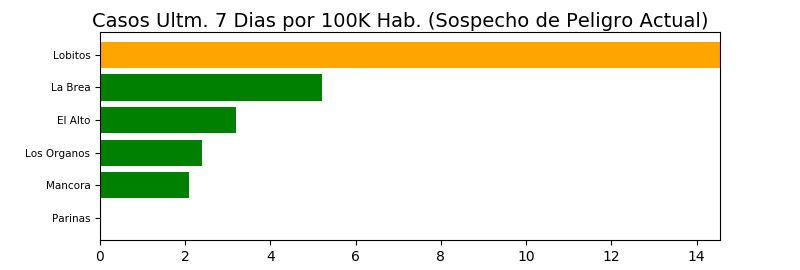 Casos Ultm. 7 Dias por 100K Hab. (Sospecho de Peligro Actual)
Lobitos
La Brea
El Alto
Los Organos
Mancora
Parinas
0 2 4 6 8 10 12 14